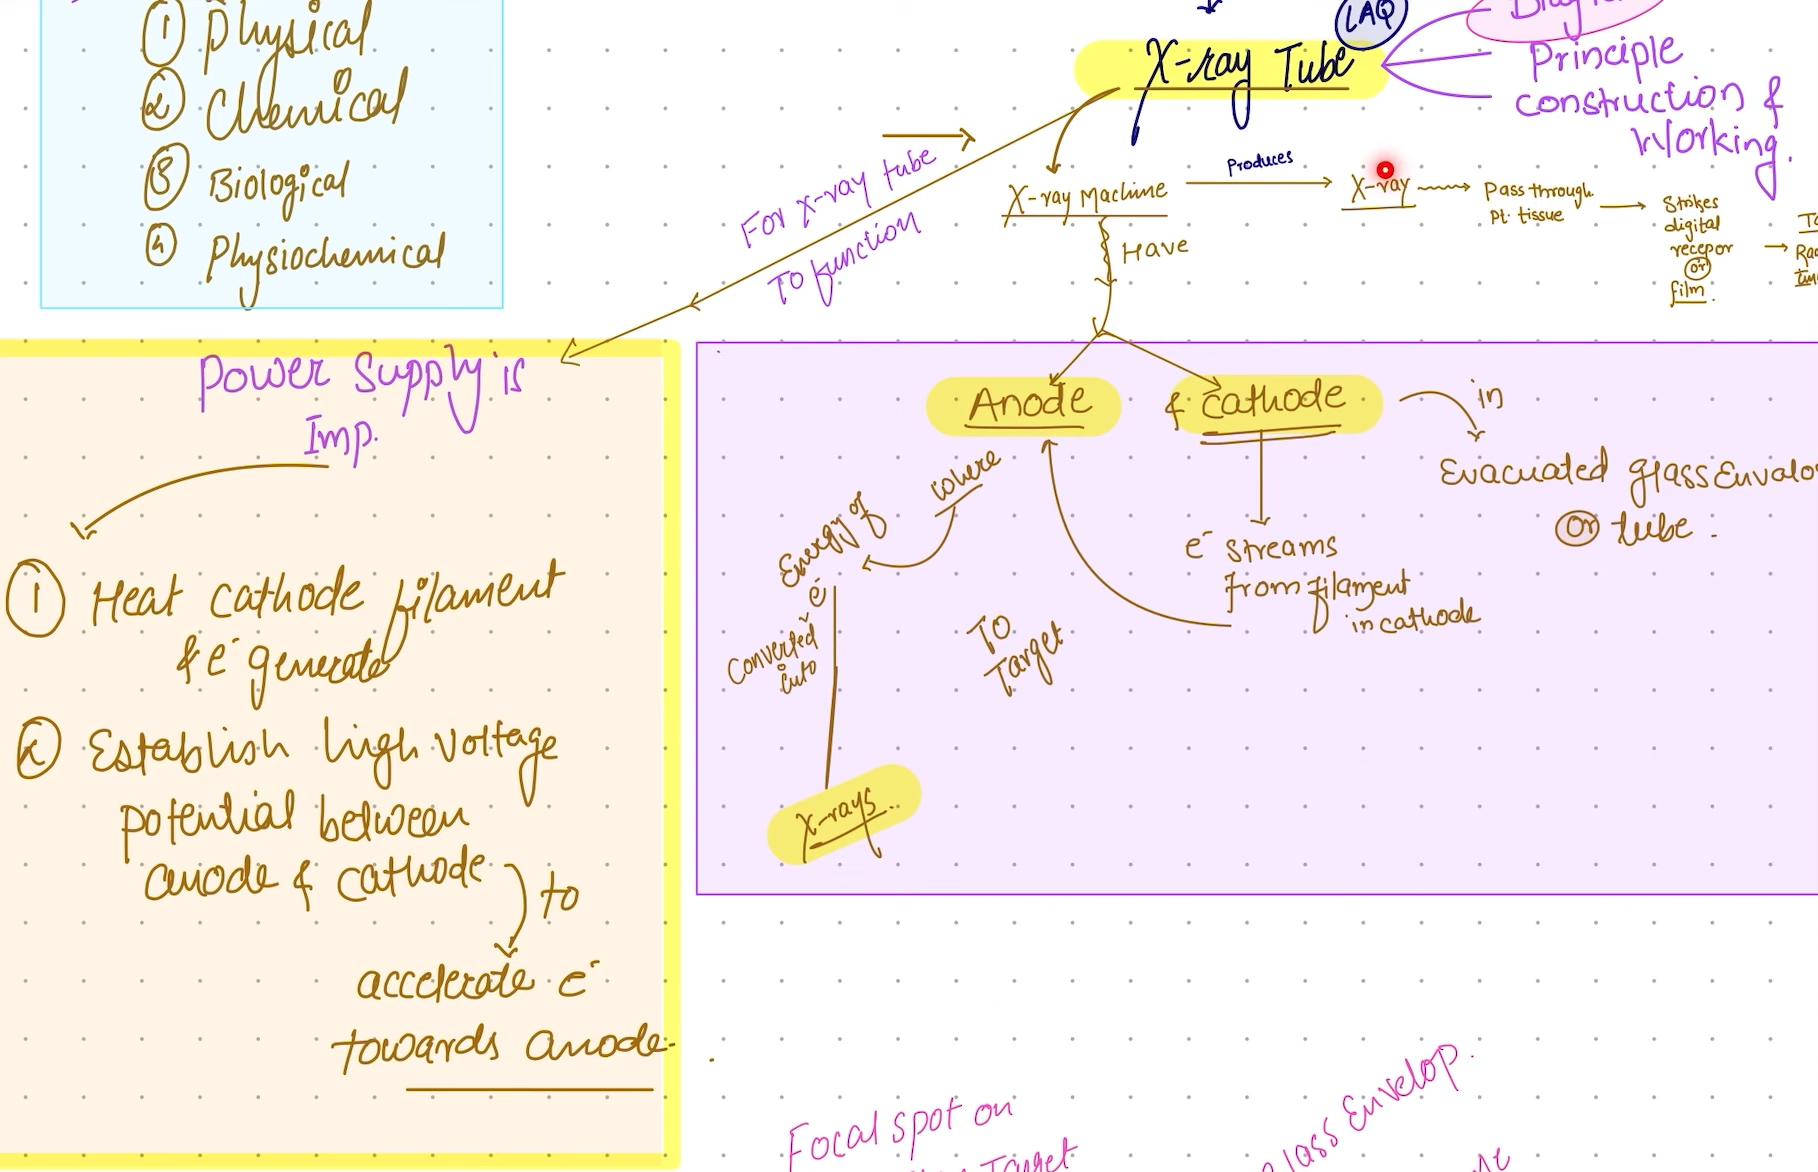 ① Physical
② Chemical
③ Biological
④ Physiochemical
LAQ
X-ray Tube
Principle
construction &
Working.
For X-ray tube
To function
X-ray Machine
Produces
X-ray
Pass through
Pt. tissue
Strikes
digital
recepor
or
film.
Have
Power Supply is
Imp.
① Heat cathode filament
& e⁻ generate
② Establish high voltage
potential between
anode & cathode
to
accelerate e⁻
towards anode.
Anode
& cathode
in
Evacuated glass
or tube.
where
Energy of
e⁻
Converted
into
X-rays.
e⁻ streams
from filament
in cathode
TO
Target
Focal spot on
Target
Envelop.